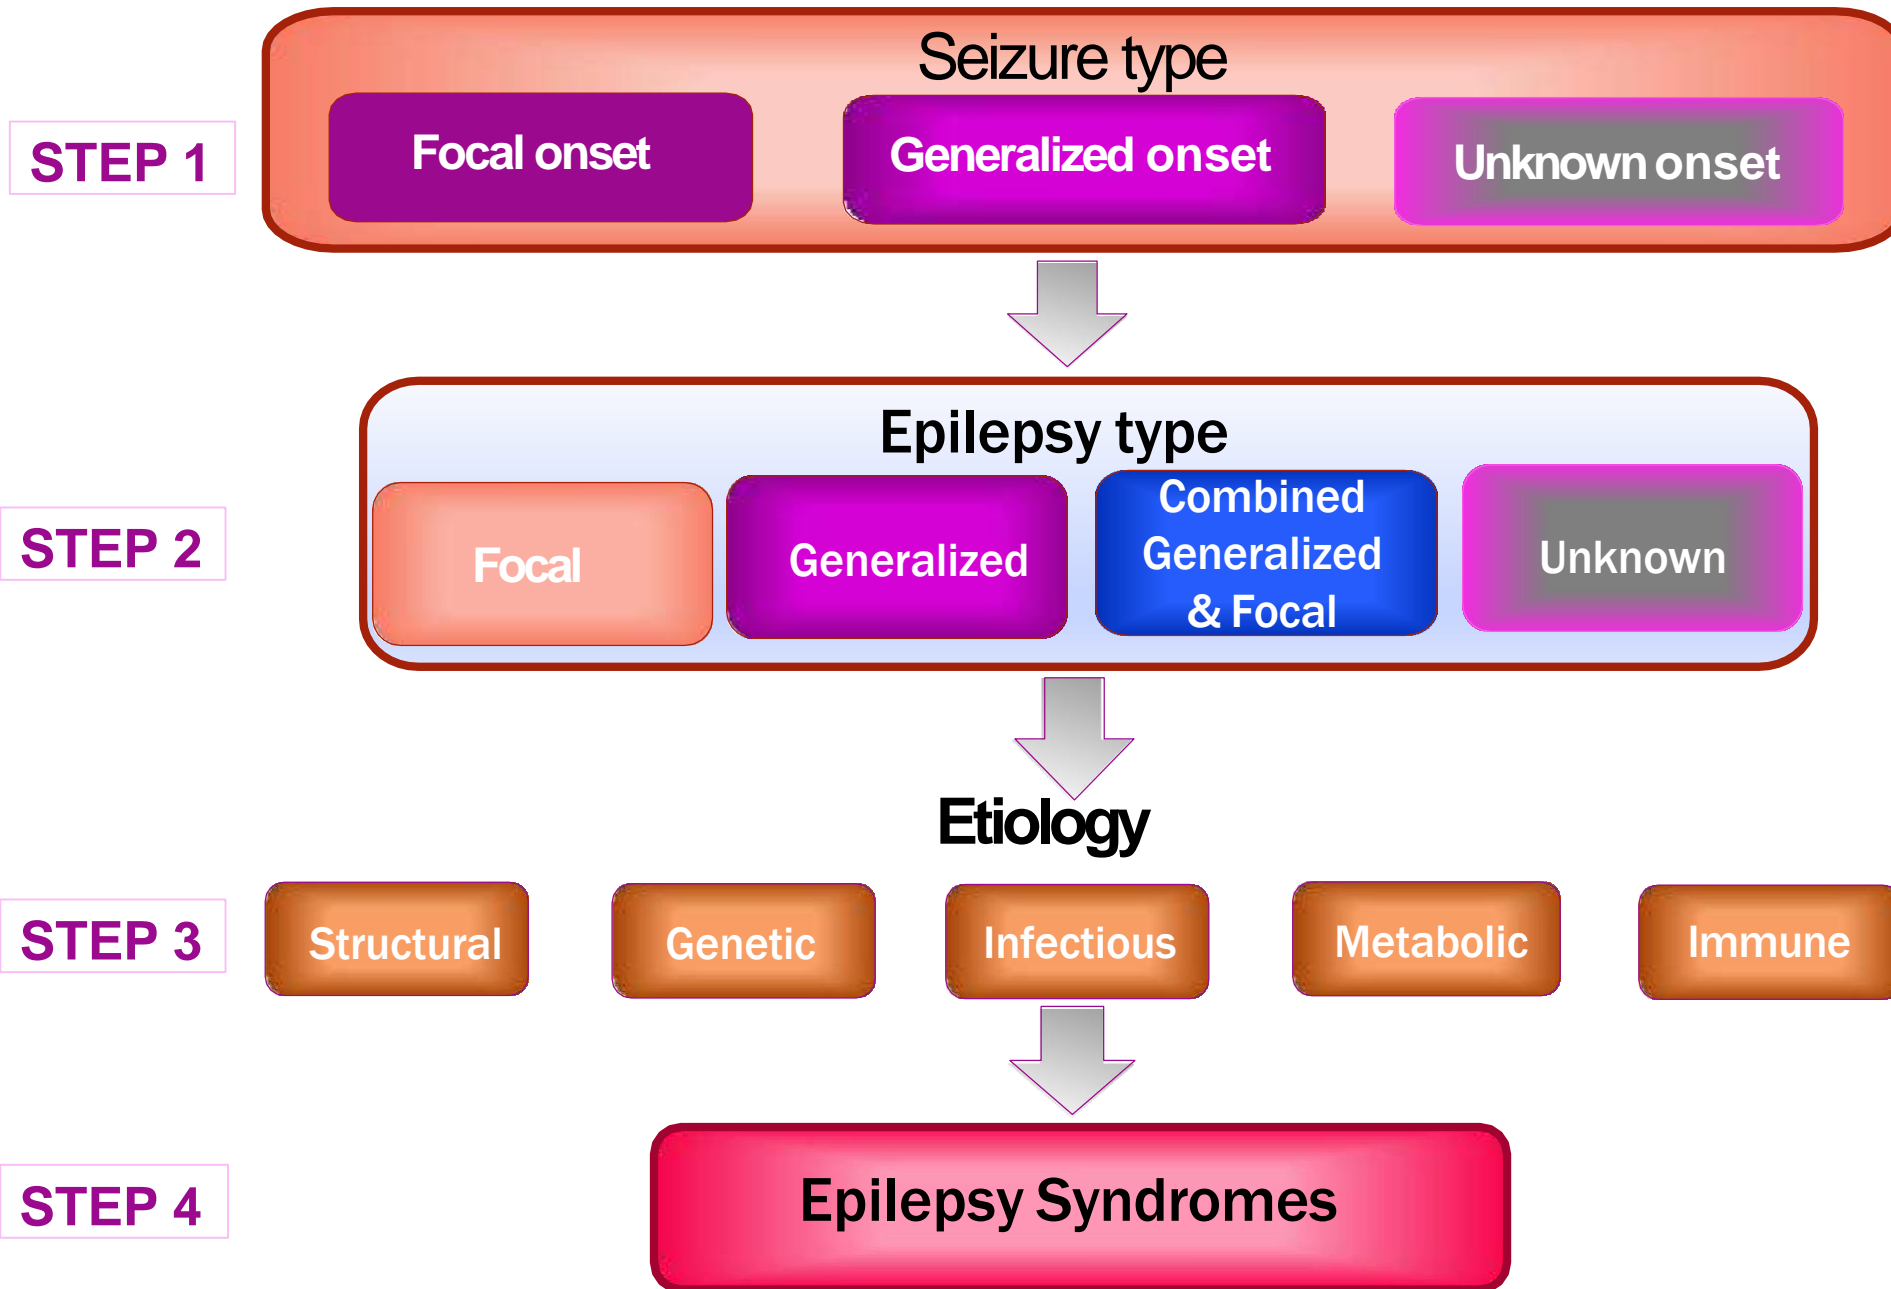 Seizure type
STEP 1
Focal onset
Generalized onset
Unknown onset
Epilepsy type
STEP 2
Focal
Generalized
Combined
Generalized
& Focal
Unknown
Etiology
STEP 3
Structural
Genetic
Infectious
Metabolic
Immune
STEP 4
Epilepsy Syndromes